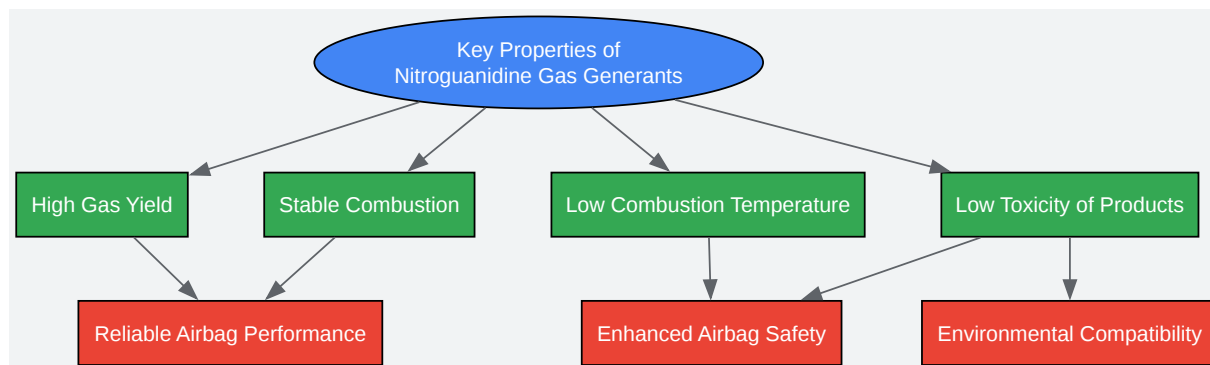 Key Properties of
Nitroguanidine Gas Generants
High Gas Yield
Stable Combustion
Low Combustion Temperature
Low Toxicity of Products
Reliable Airbag Performance
Enhanced Airbag Safety
Environmental Compatibility